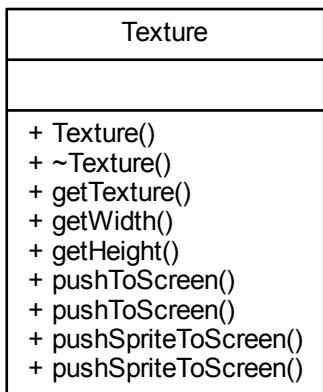 Texture
+ Texture()
+ ~Texture()
+ getTexture()
+ getWidth()
+ getHeight()
+ pushToScreen()
+ pushToScreen()
+ pushSpriteToScreen()
+ pushSpriteToScreen()